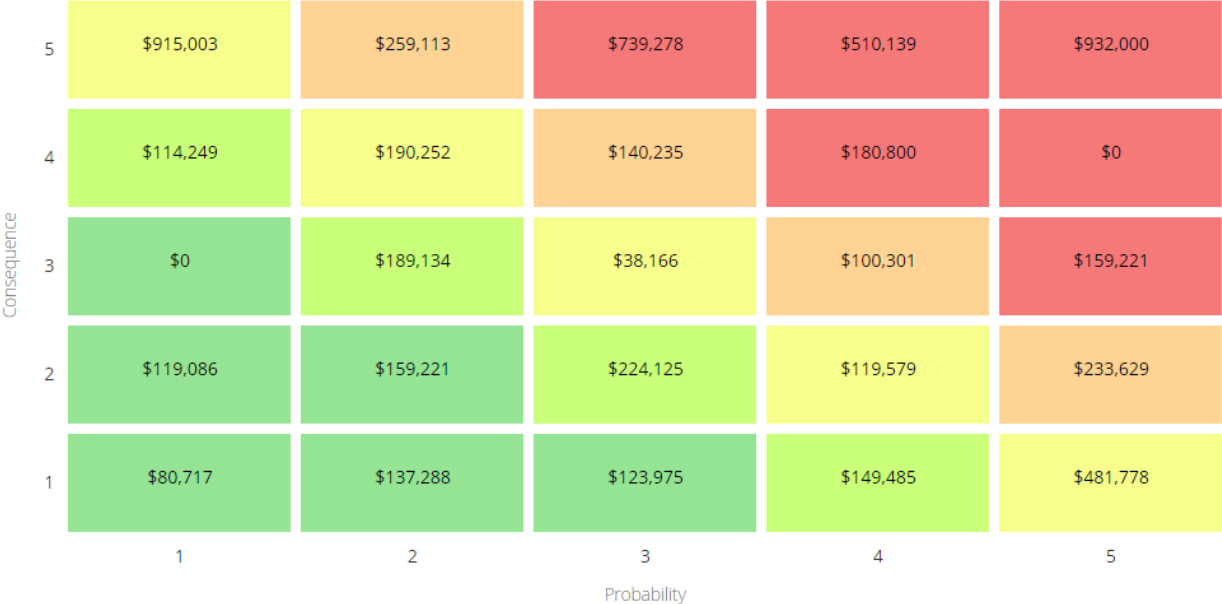 5 $915,003 $259,113 $739,278 $510,139 $932,000
4 $114,249 $190,252 $140,235 $180,800 $0
Consequence
3 $0 $189,134 $38,166 $100,301 $159,221
2 $119,086 $159,221 $224,125 $119,579 $233,629
1 $80,717 $137,288 $123,975 $149,485 $481,778
1 2 3 4 5
Probability